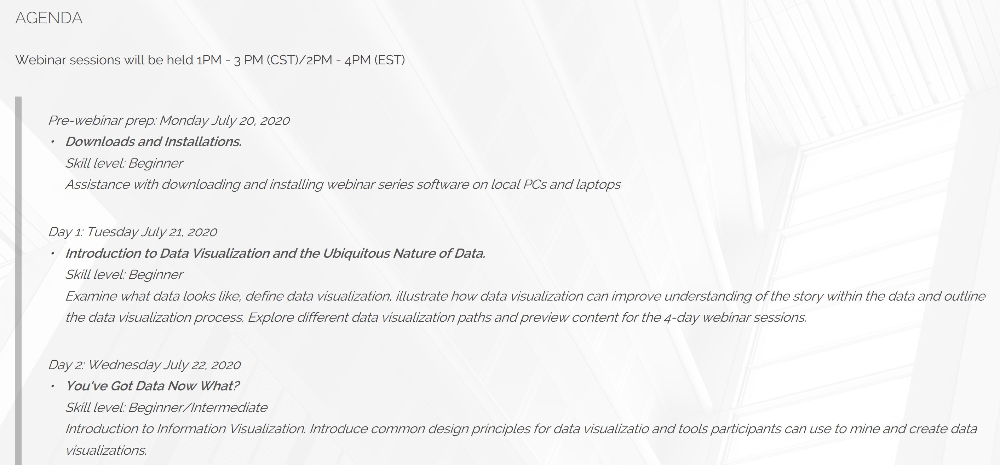 AGENDA
Webinar sessions will be held 1PM - 3 PM (CST)/2PM - 4PM (EST)
Pre-webinar prep: Monday July 20, 2020
• Downloads and Installations.
Skill level: Beginner
Assistance with downloading and installing webinar series software on local PCs and laptops
Day 1: Tuesday July 21, 2020
• Introduction to Data Visualization and the Ubiquitous Nature of Data.
Skill level: Beginner
Examine what data looks like, define data visualization, illustrate how data visualization can improve understanding of the story within the data and outline
the data visualization process. Explore different data visualization paths and preview content for the 4-day webinar sessions.
Day 2: Wednesday July 22, 2020
• You've Got Data Now What?
Skill level: Beginner/Intermediate
Introduction to Information Visualization. Introduce common design principles for data visualizatio and tools participants can use to mine and create data
visualizations.